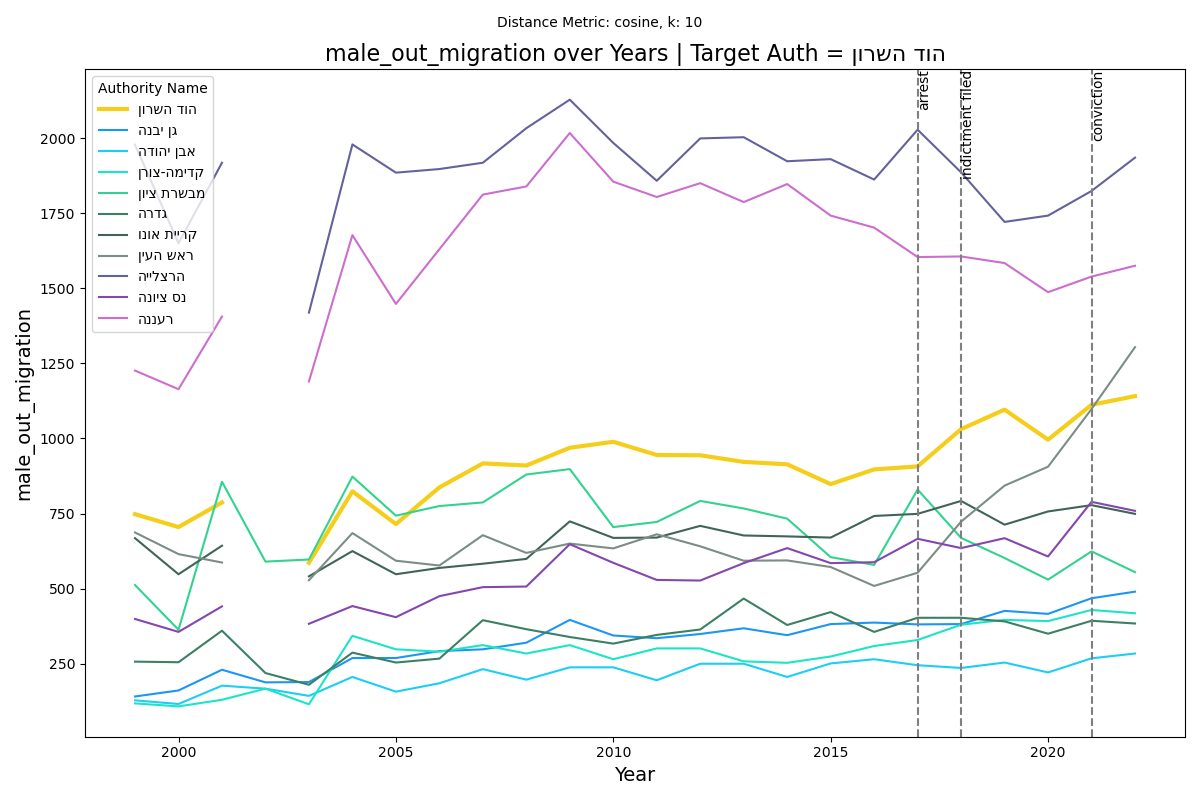 Distance Metric: cosine, k: 10
male_out_migration over Years | Target Auth = ןורשה דוה
Authority Name
ןורשה דוה
הנבי ןג
הדוהי ןבא
ןרוצ-המידק
ןויצ תרשבמ
הרדג
ונוא תיירק
ןיעה שאר
היילצרה
הנויצ סנ
הננער
arrest
indictment filed
conviction
male_out_migration
2000
1750
1500
1250
1000
750
500
250
2000 2005 2010 2015 2020
Year